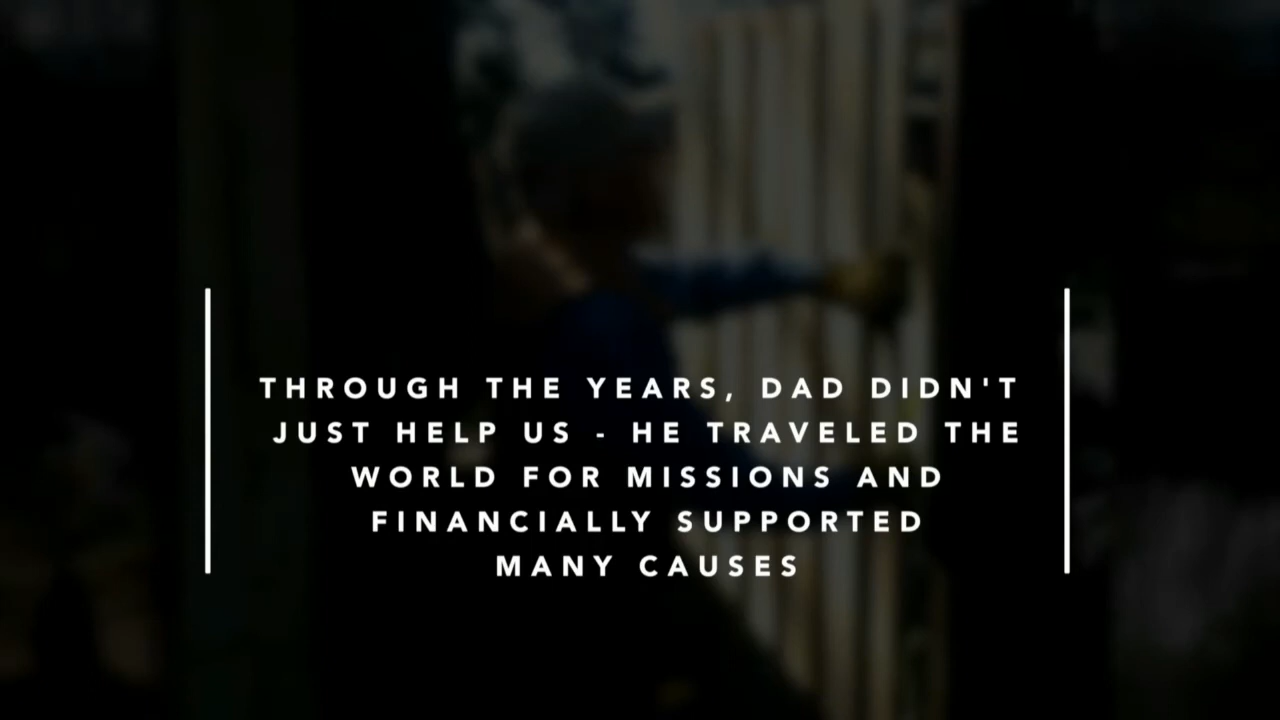 THROUGH THE YEARS, DAD DIDN'T
JUST HELP US - HE TRAVELED THE
WORLD FOR MISSIONS AND
FINANCIALLY SUPPORTED
MANY CAUSES